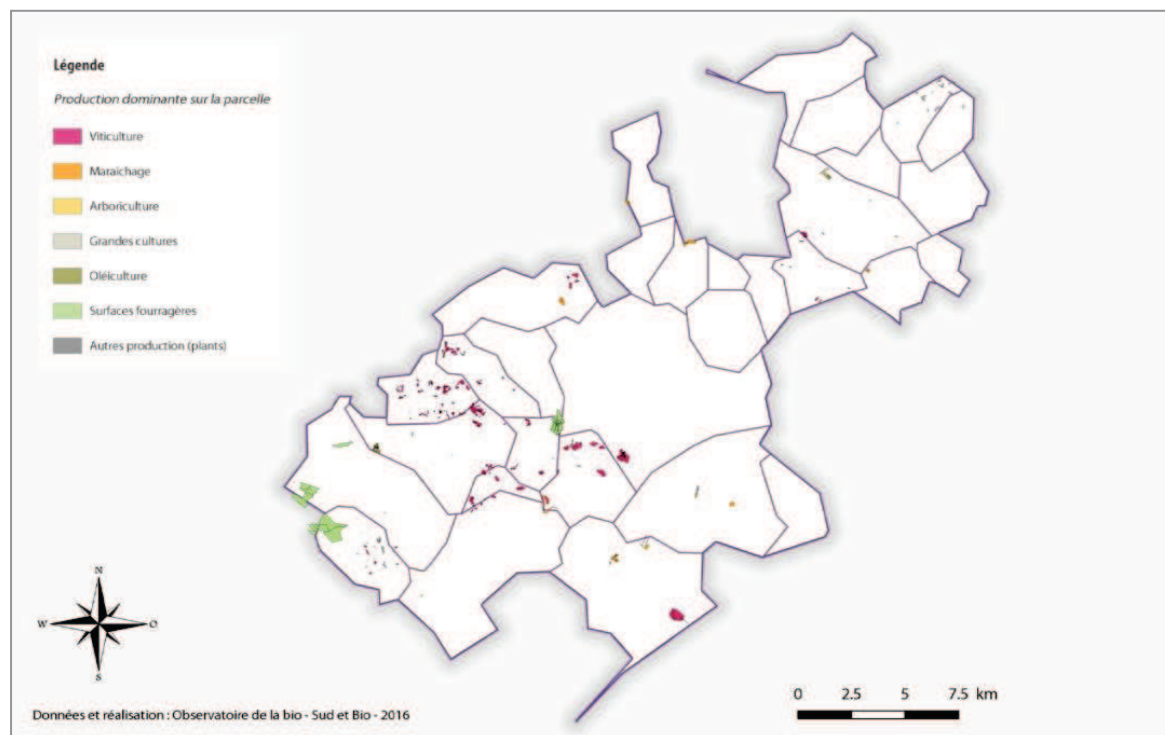 Légende
Production dominante sur la parcelle
Viticulture
Maraichage
Arboriculture
Grandes cultures
Oléiculture
Surfaces fourragères
Autres production (plants)
N
W
O
S
0 2.5 5 7.5 km
Données et réalisation : Observatoire de la bio - Sud et Bio - 2016